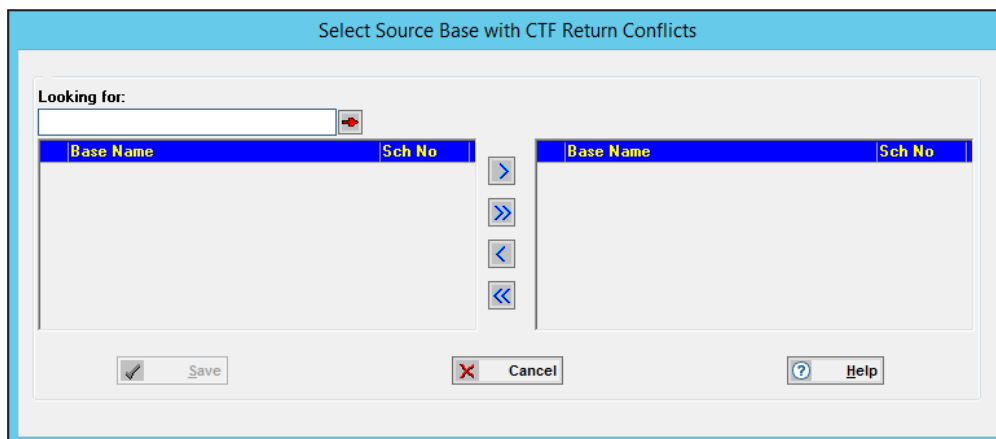 Select Source Base with CTF Return Conflicts
Looking for:
Base Name Sch No
Base Name Sch No
Save
Cancel
Help